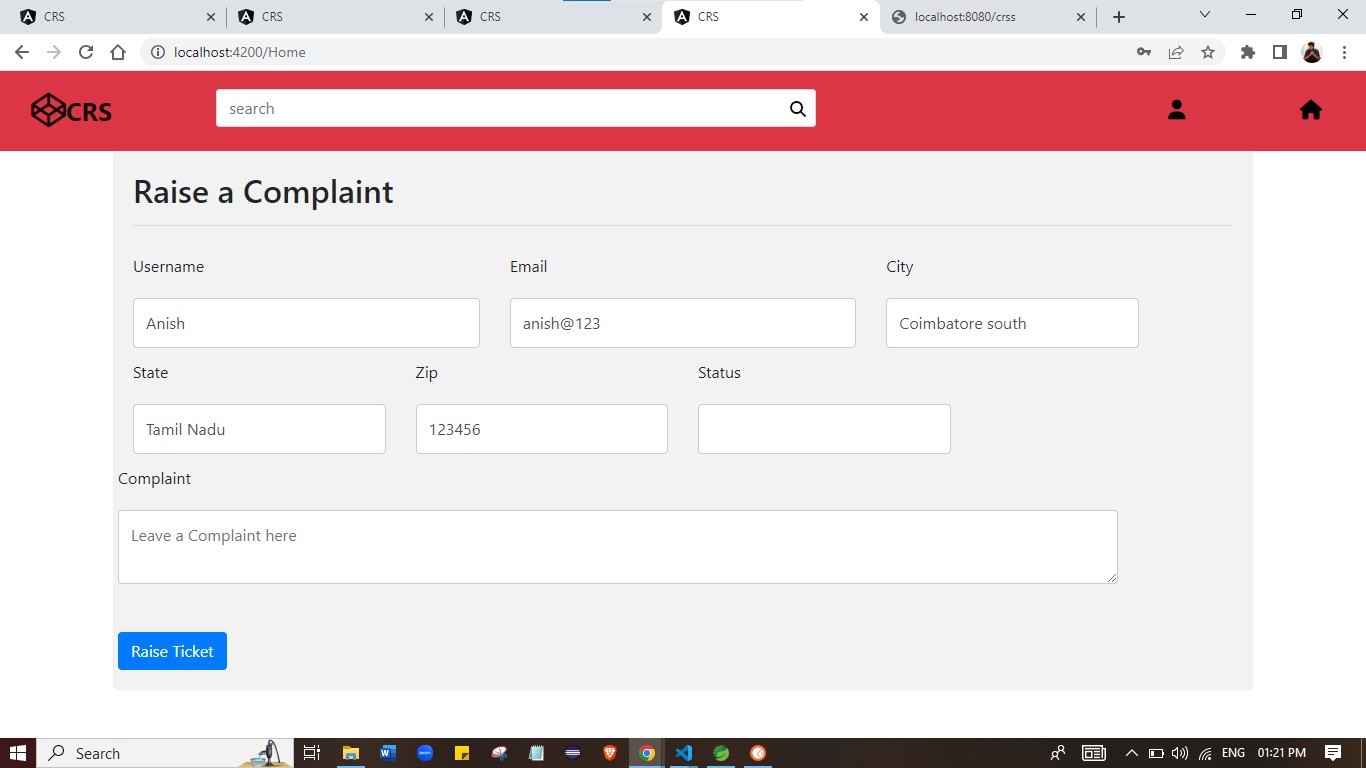 CRS
CRS
CRS
CRS
localhost:8080/crss
localhost:4200/Home
CRS
search
Raise a Complaint
Username
Email
City
Anish
anish@123
Coimbatore south
State
Zip
Status
Tamil Nadu
123456
Complaint
Leave a Complaint here
Raise Ticket
Search
ENG
01:21 PM